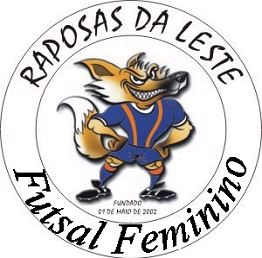 RAPOSAS DA LESTE
FUNDADO
01 DE MAIO DE 2002
Futsal Feminino